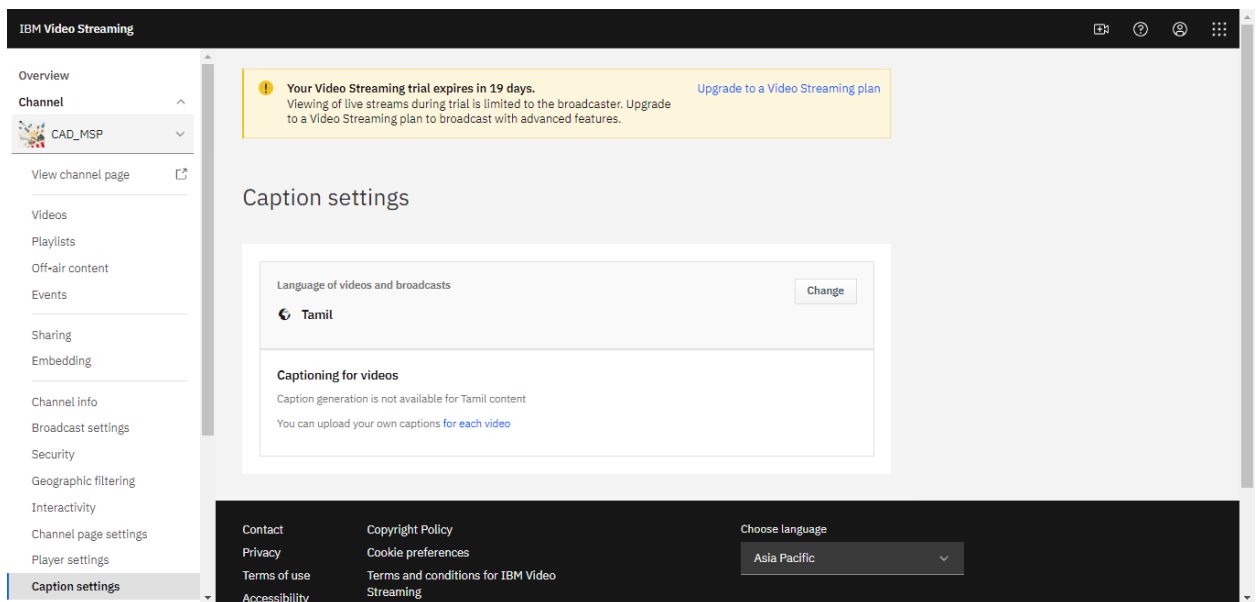 IBM Video Streaming
Overview
Channel
CAD_MSP
View channel page
Videos
Playlists
Off-air content
Events
Sharing
Embedding
Channel info
Broadcast settings
Security
Geographic filtering
Interactivity
Channel page settings
Player settings
Caption settings
Your Video Streaming trial expires in 19 days.
Viewing of live streams during trial is limited to the broadcaster. Upgrade
to a Video Streaming plan to broadcast with advanced features.
Upgrade to a Video Streaming plan
Caption settings
Language of videos and broadcasts
Tamil
Change
Captioning for videos
Caption generation is not available for Tamil content
You can upload your own captions for each video
Contact
Privacy
Terms of use
Accessibility
Copyright Policy
Cookie preferences
Terms and conditions for IBM Video
Streaming
Choose language
Asia Pacific